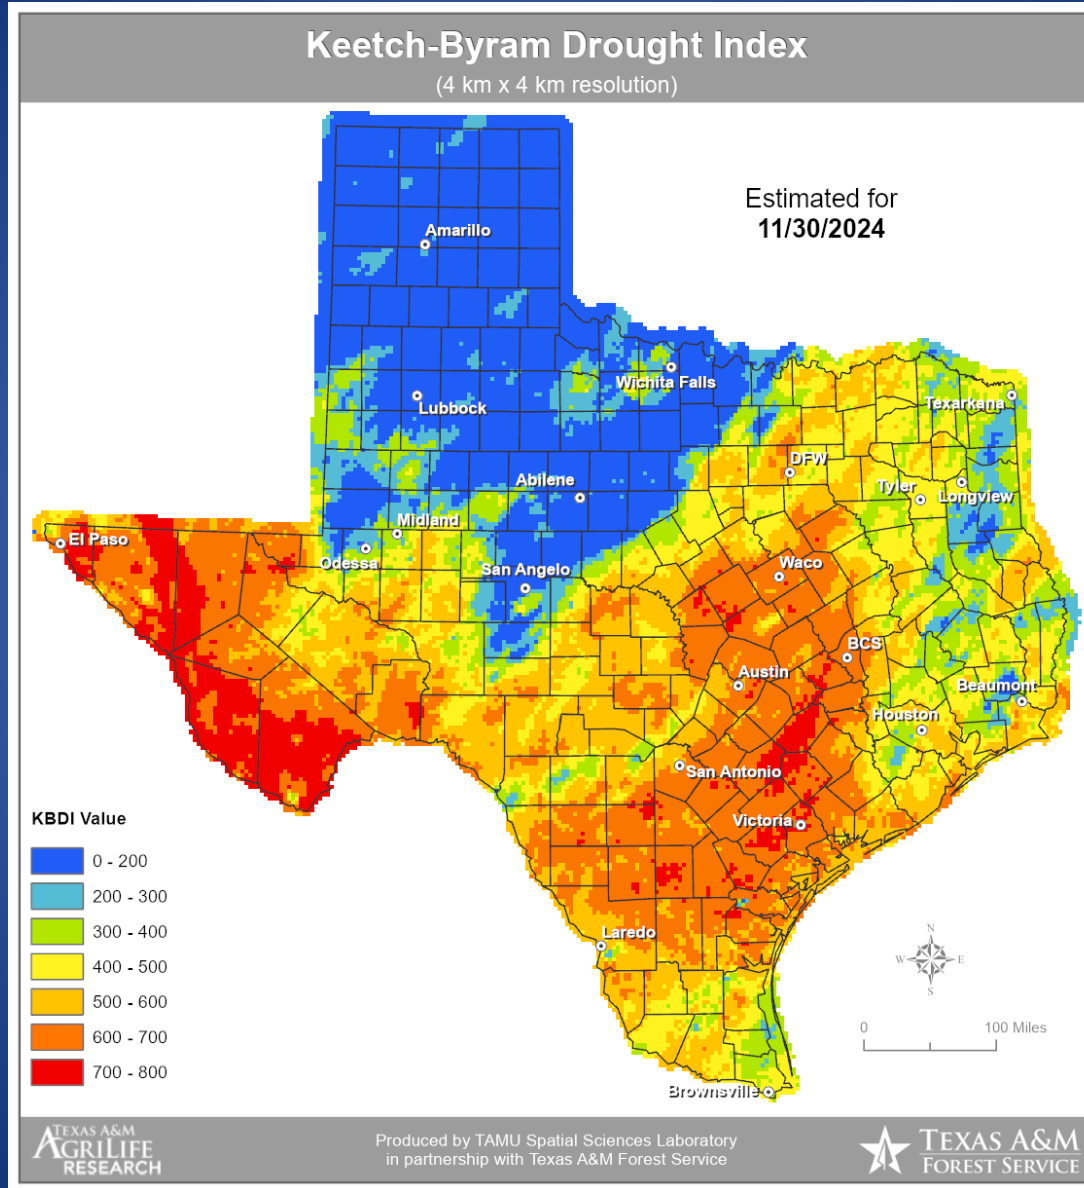 Keetch-Byram Drought Index
(4 km x 4 km resolution)
Estimated for
11/30/2024
Amarillo
Wichita Falls
Lubbock
Texarkana
DFW
Abilene
Tyler
Longview
Midland
El Paso
Odessa
San Angelo
Waco
BCS
Austin
Beaumont
Houston
San Antonio
Victoria
Laredo
Brownsville
KBDI Value
0 - 200
200 - 300
300 - 400
400 - 500
500 - 600
600 - 700
700 - 800
N
W E
S
0 100 Miles
TEXAS A&M
AGRILIFE
RESEARCH
Produced by TAMU Spatial Sciences Laboratory
in partnership with Texas A&M Forest Service
TEXAS A&M
FOREST SERVICE